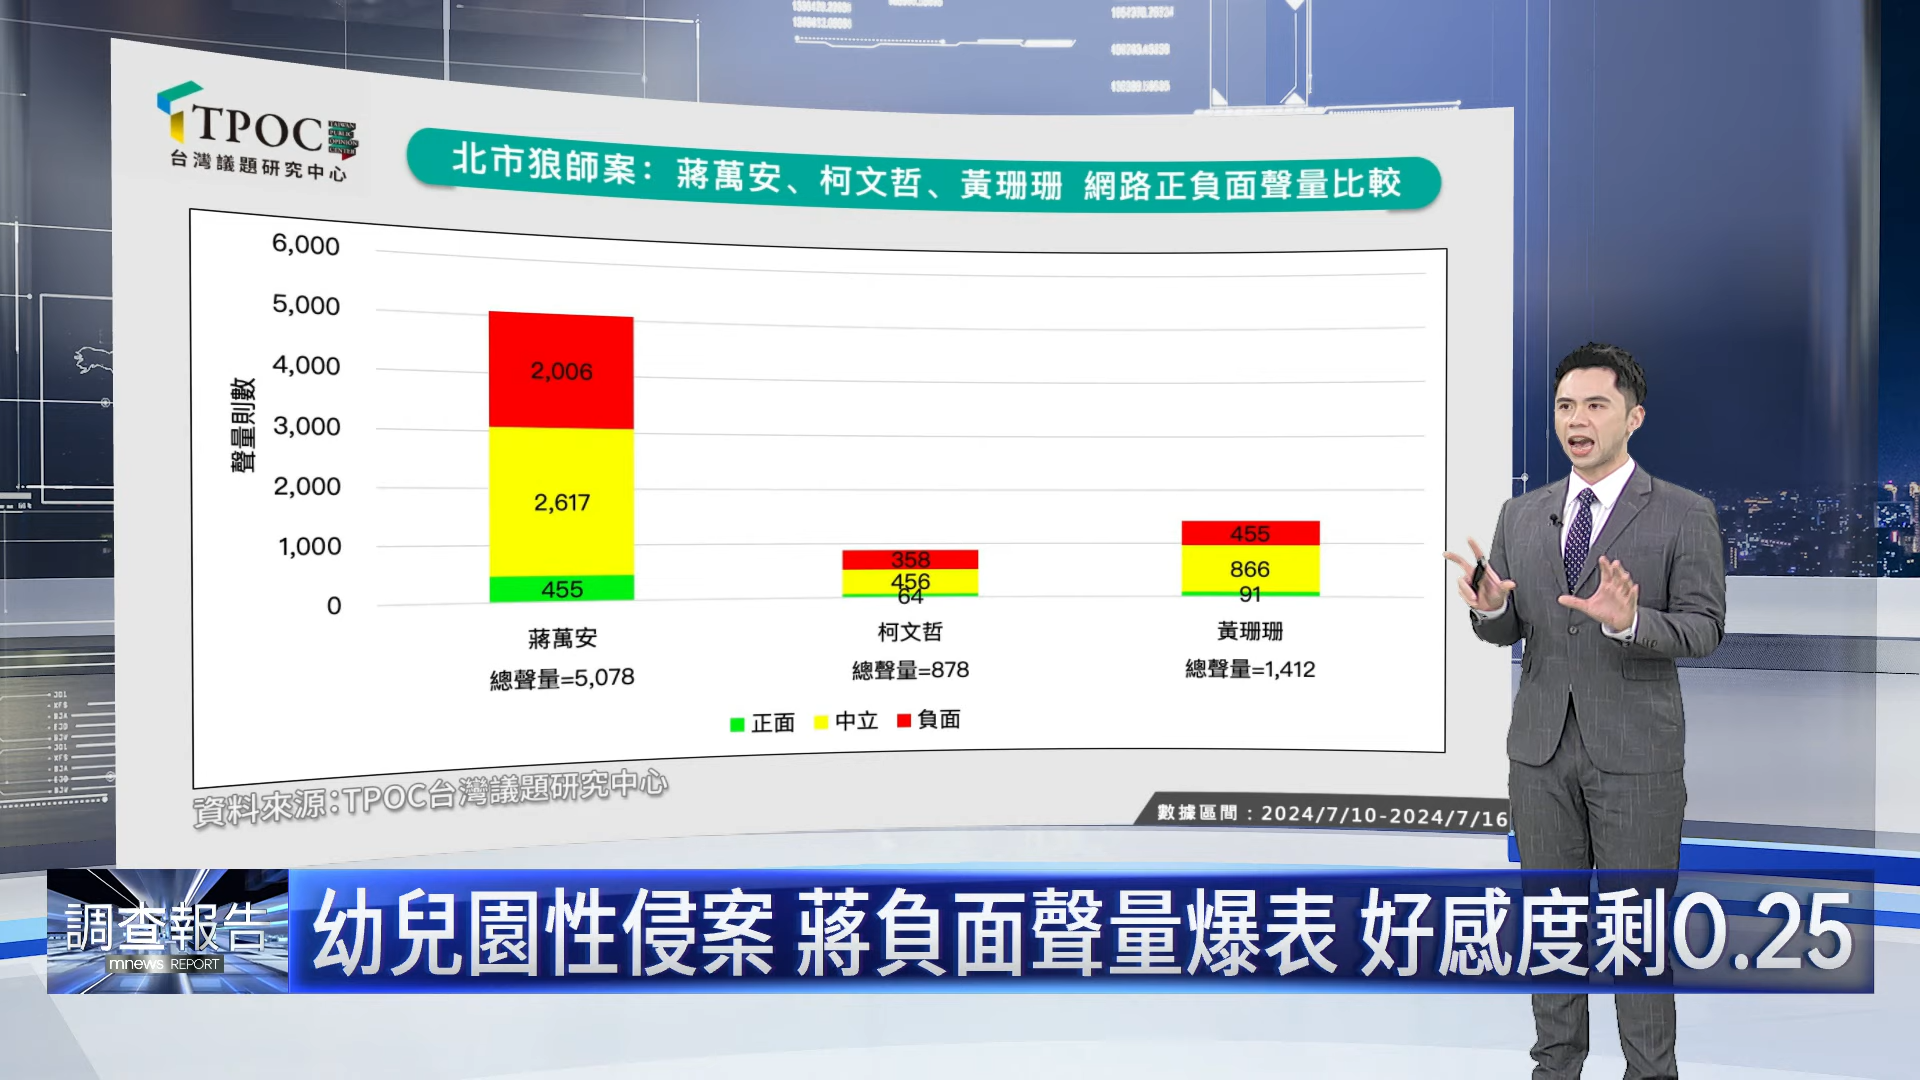 TPOC
TAIWAN
PUBLIC
OPINION
CENTER
台灣議題研究中心
北市狼師案：蔣萬安、柯文哲、黃珊珊 網路正負面聲量比較
聲量則數
6,000
5,000
4,000
3,000
2,000
1,000
0
2,006
2,617
455
358
456
64
455
866
91
蔣萬安
柯文哲
黃珊珊
總聲量=5,078
總聲量=878
總聲量=1,412
正面 中立 負面
資料來源:TPOC台灣議題研究中心
數據區間：2024/7/10-2024/7/16
調查報告
mnews REPORT
幼兒園性侵案 蔣負面聲量爆表 好感度剩0.25